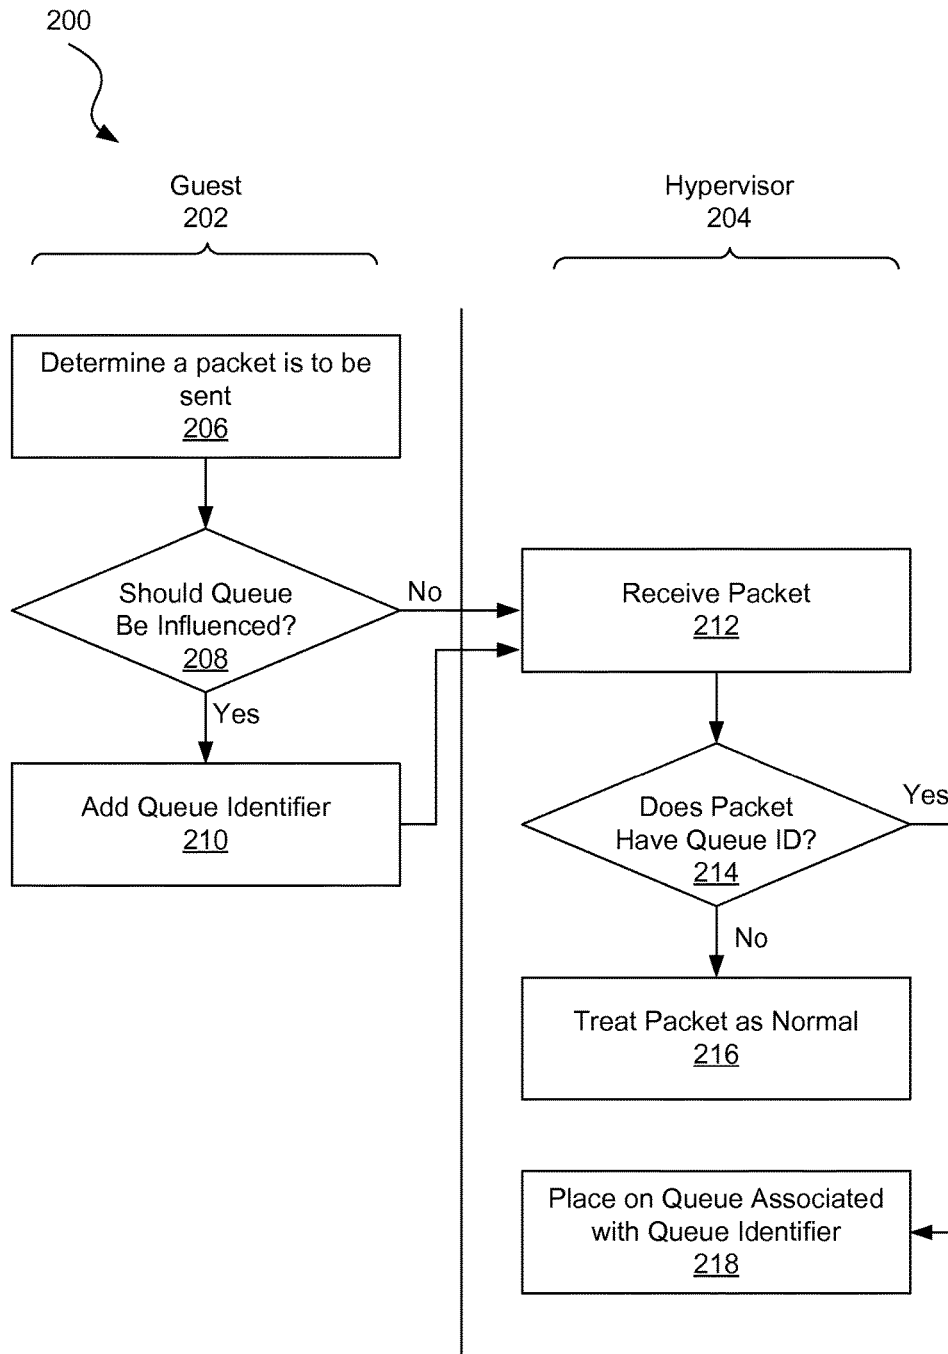 200
Guest
202
Hypervisor
204
Determine a packet is to be
sent
206
Should Queue
Be Influenced?
208
No
Yes
Add Queue Identifier
210
Receive Packet
212
Does Packet
Have Queue ID?
214
Yes
No
Treat Packet as Normal
216
Place on Queue Associated
with Queue Identifier
218